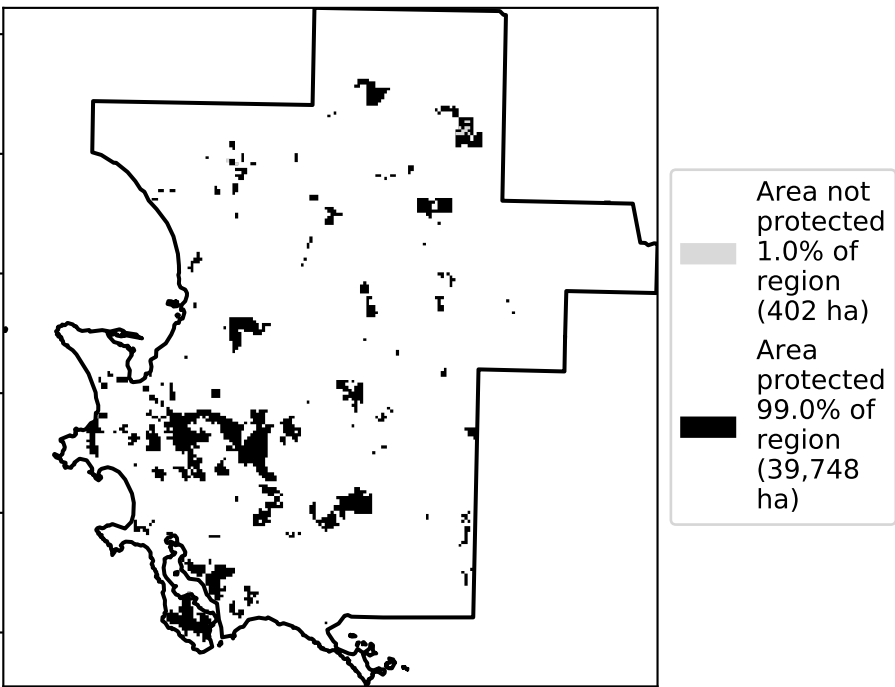 Area not
protected
1.0% of
region
(402 ha)
Area
protected
99.0% of
region
(39,748
ha)